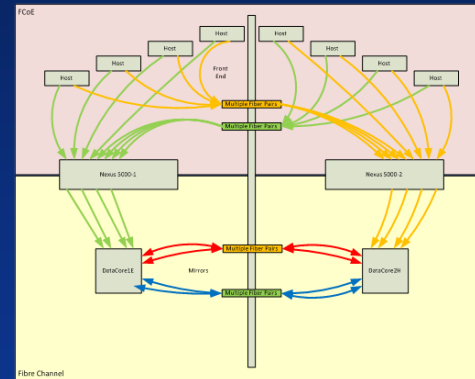 FCoE
Host
Host
Host
Host
Host
Host
Host
Host
Front
End
Multiple Fiber Pairs
Multiple Fiber Pairs
Nexus 5000-1
Nexus 5000-2
Multiple Fiber Pairs
DataCore1E
Mirrors
DataCore2H
Multiple Fiber Pairs
Fibre Channel